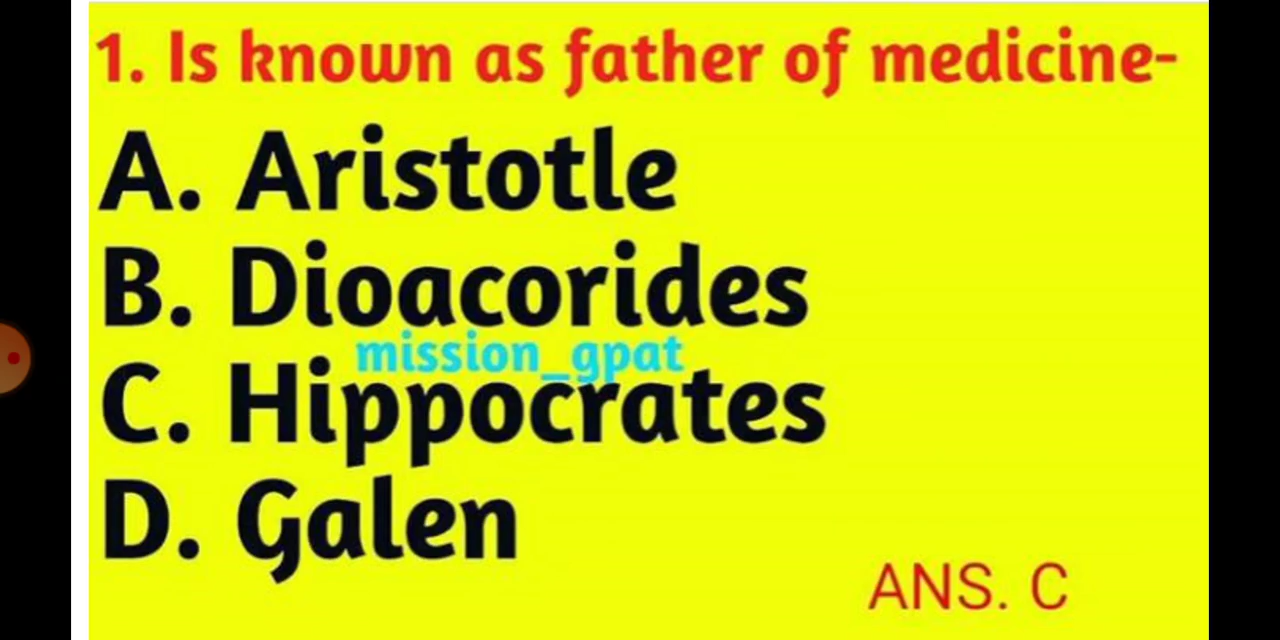 1. Is known as father of medicine-
A. Aristotle
B. Dioacorides
mission_gpat
C. Hippocrates
D. Galen
ANS. C